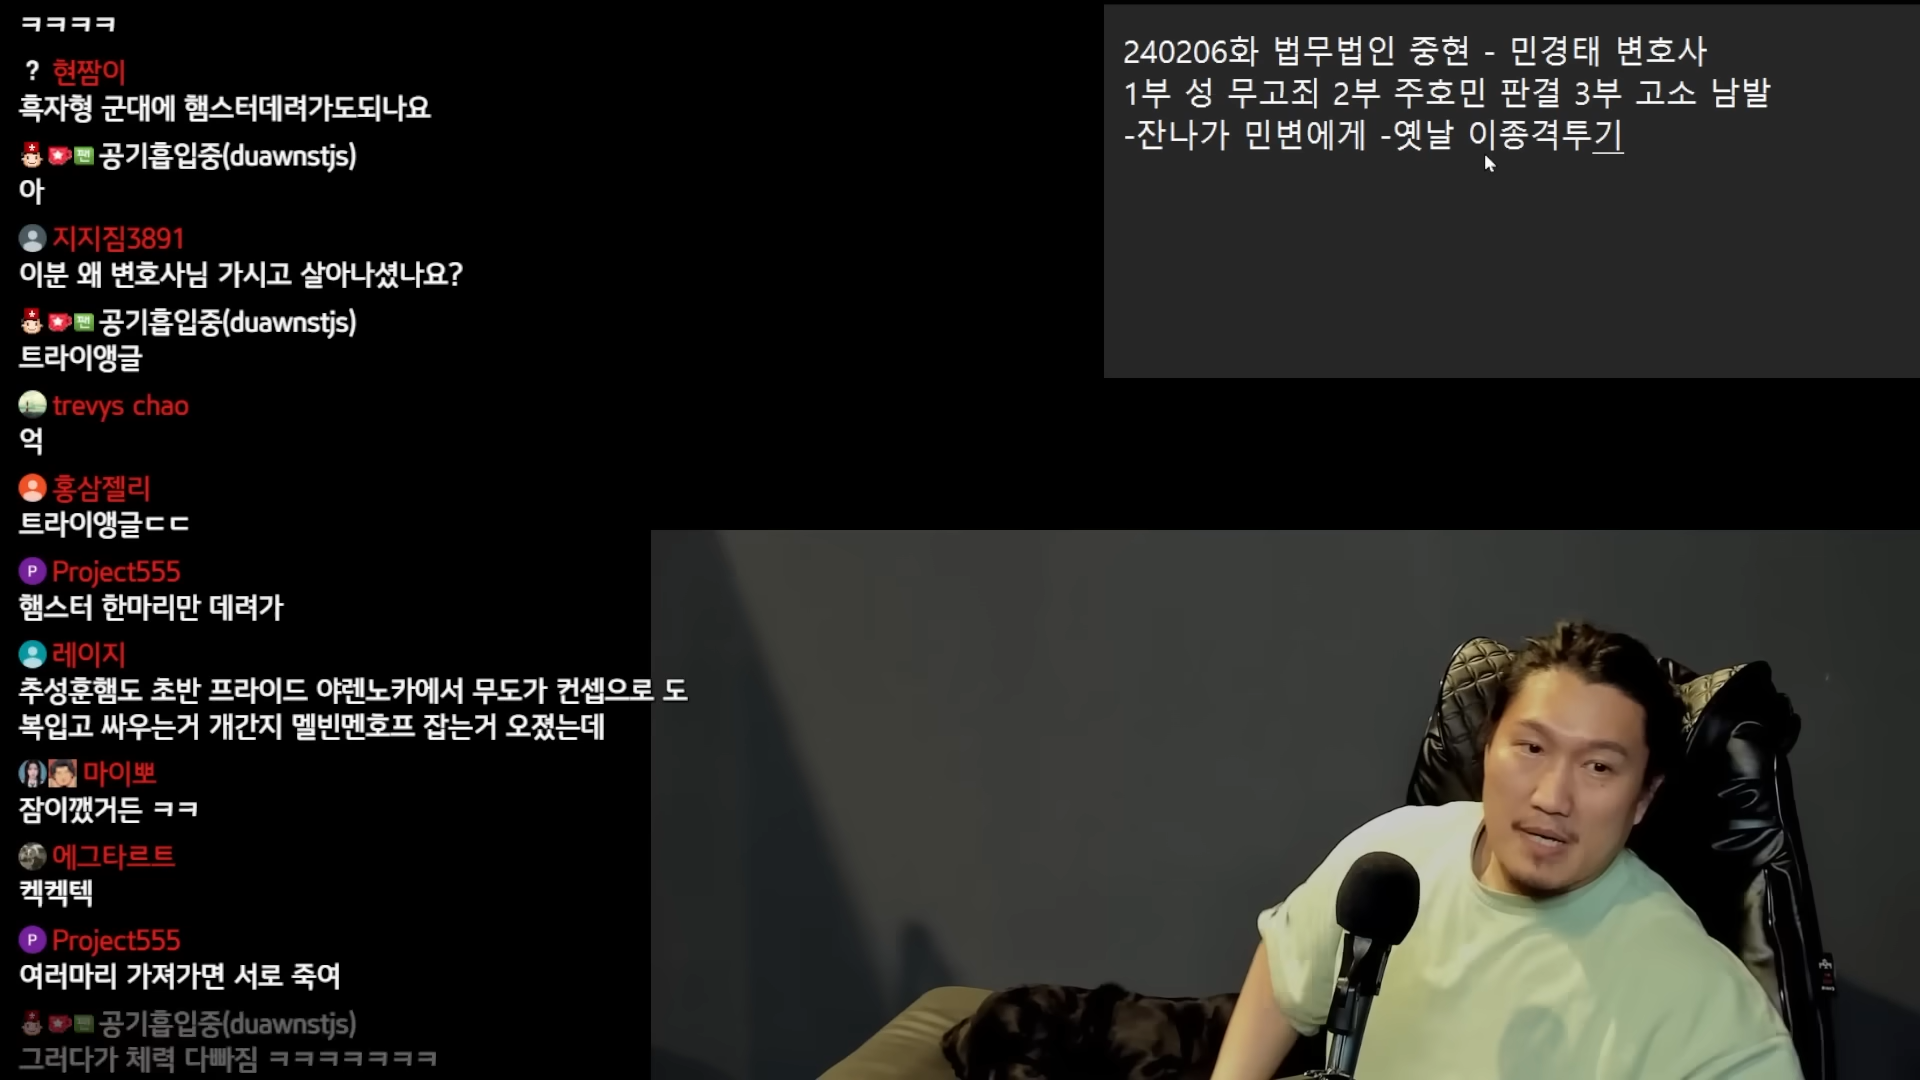 ㅋㅋㅋㅋ
? 현짬이
흑자형 군대에 햄스터데려가도되나요
팬 공기흡입중(duawnstjs)
아
지지짐3891
이분 왜 변호사님 가시고 살아나셨나요?
팬 공기흡입중(duawnstjs)
트라이앵글
trevys chao
억
홍삼젤리
트라이앵글ㄷㄷ
P Project555
햄스터 한마리만 데려가
레이지
추성훈햄도 초반 프라이드 야렌노카에서 무도가 컨셉으로 도
복입고 싸우는거 개간지 멜빈멘호프 잡는거 오졌는데
마이뽀
잠이깼거든 ㅋㅋ
에그타르트
켁켁텍
P Project555
여러마리 가져가면 서로 죽여
팬 공기흡입중(duawnstjs)
그러다가 체력 다빠짐 ㅋㅋㅋㅋㅋㅋㅋ
240206화 법무법인 중현 - 민경태 변호사
1부 성 무고죄 2부 주호민 판결 3부 고소 남발
-잔나가 민변에게 -옛날 이종격투기